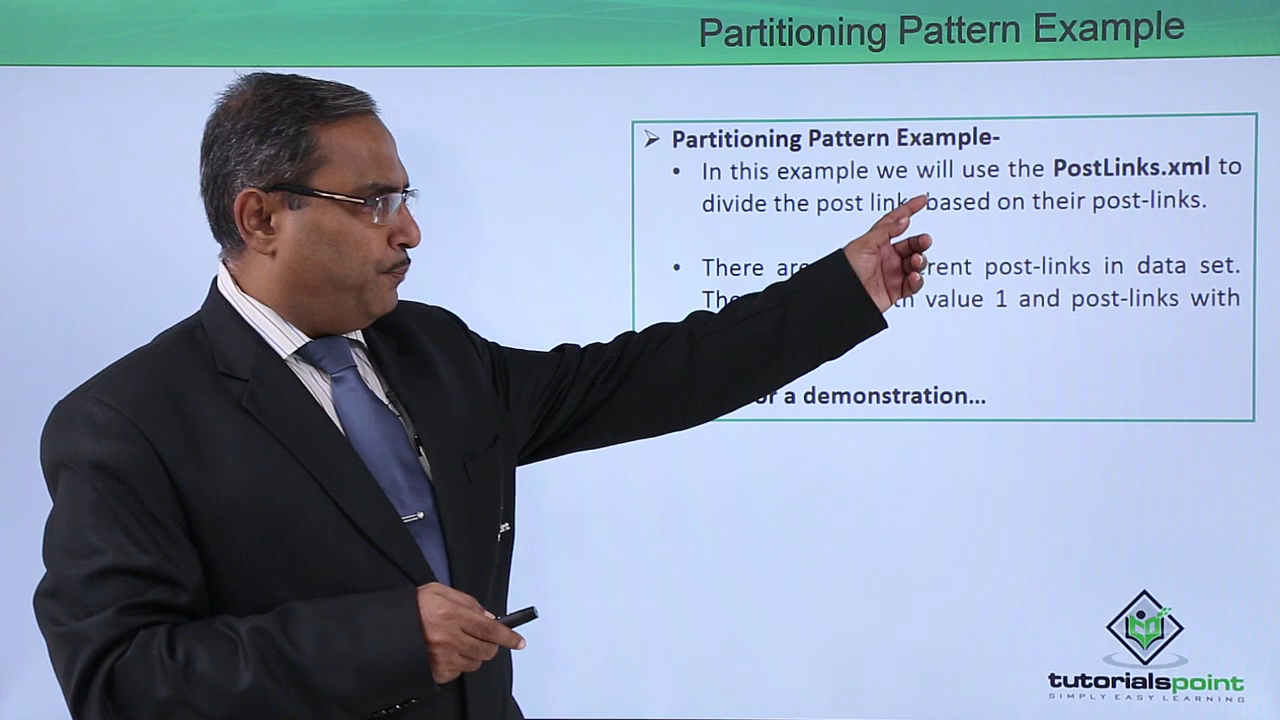 Partitioning Pattern Example
Partitioning Pattern Example-
In this example we will use the PostLinks.xml to
divide the post link based on their post-links.
There are rent post-links in data set.
The value 1 and post-links with
or a demonstration...
tutorialspoint
SIMPLY EASY LEARNING